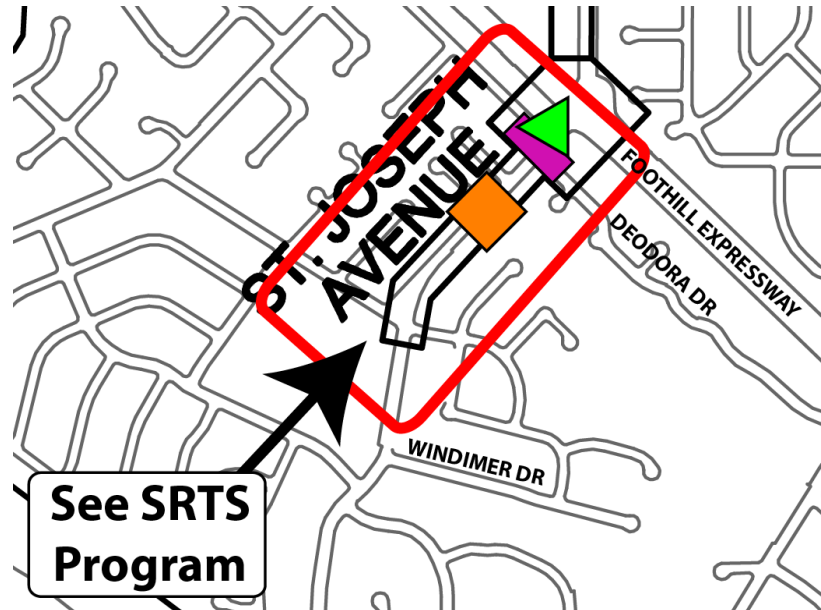 ST. JOSEPH
AVENUE
FOOTHILL EXPRESSWAY
DEODORA DR
WINDIMER DR
See SRTS
Program